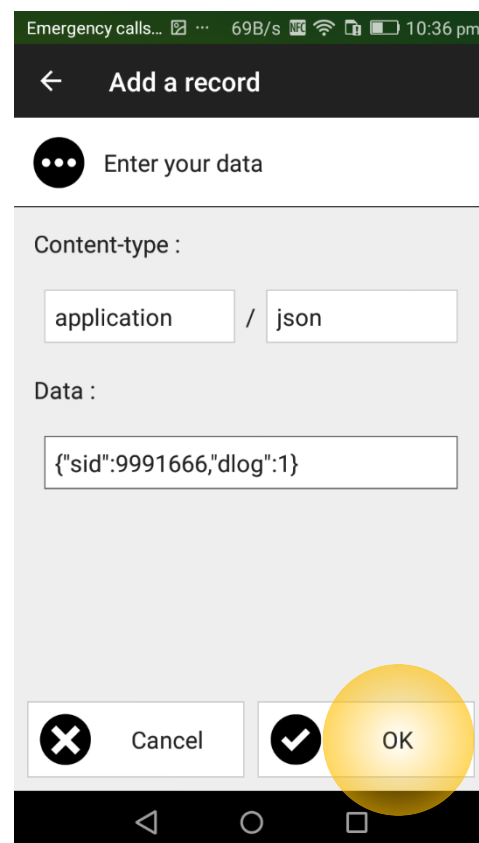 Emergency calls... ··· 69B/s NFC 10:36 pm
Add a record
Enter your data
Content-type :
application / json
Data :
{"sid":9991666,"dlog":1}
Cancel OK